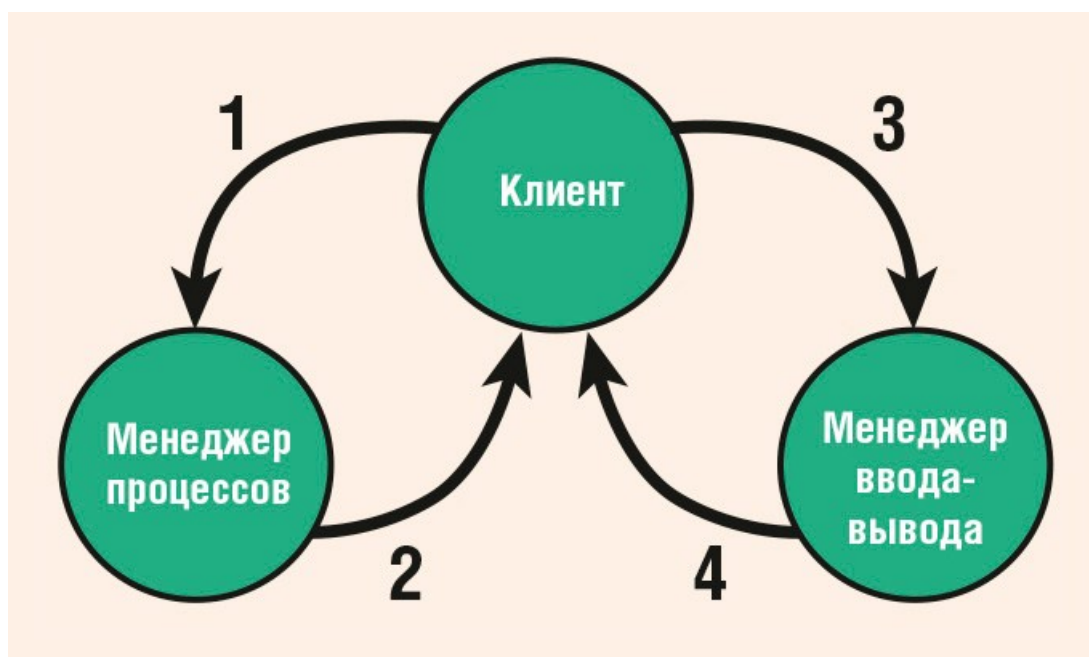 1
3
Клиент
Менеджер
процессов
Менеджер
ввода-
вывода
2
4